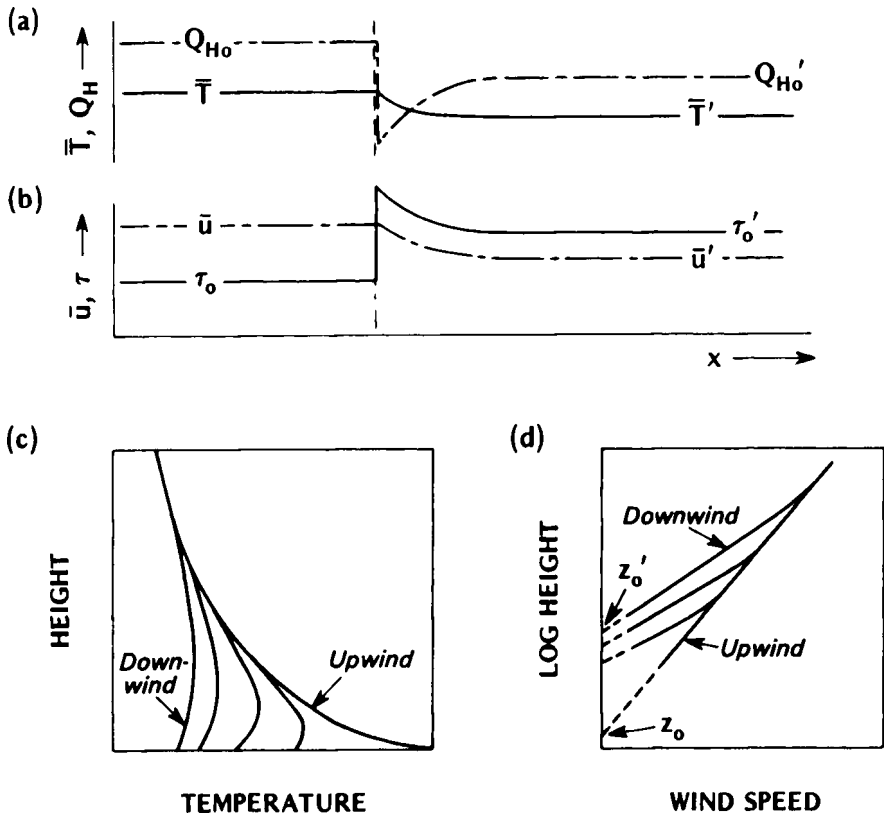 (a)
T̿, Q_H
Q_Ho
T̿
Q_Ho′
T̿′
(b)
ū, τ
ū
τ_o
τ_o′
ū′
x
(c)
HEIGHT
Down-
wind
Upwind
TEMPERATURE
(d)
LOG HEIGHT
Downwind
z_o′
Upwind
z_o
WIND SPEED